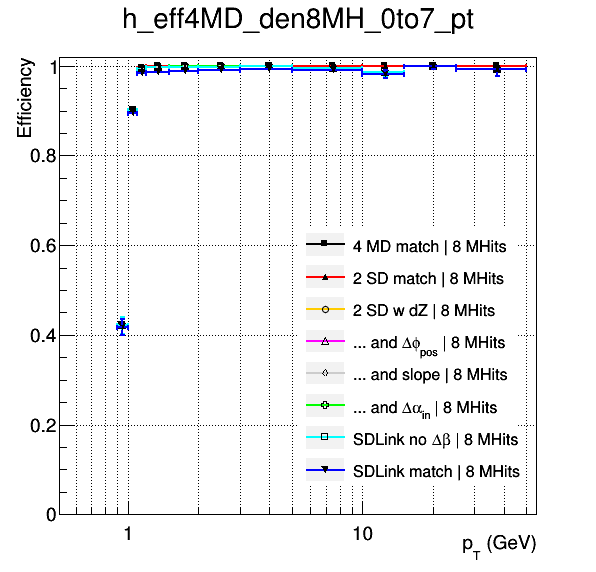 h_eff4MD_den8MH_0to7_pt
Efficiency
1
0.8
0.6
0.4
0.2
0
4 MD match | 8 MHits
2 SD match | 8 MHits
2 SD w dZ | 8 MHits
... and Δϕpos | 8 MHits
... and slope | 8 MHits
... and Δαin | 8 MHits
SDLink no Δβ | 8 MHits
SDLink match | 8 MHits
1 10
pT (GeV)